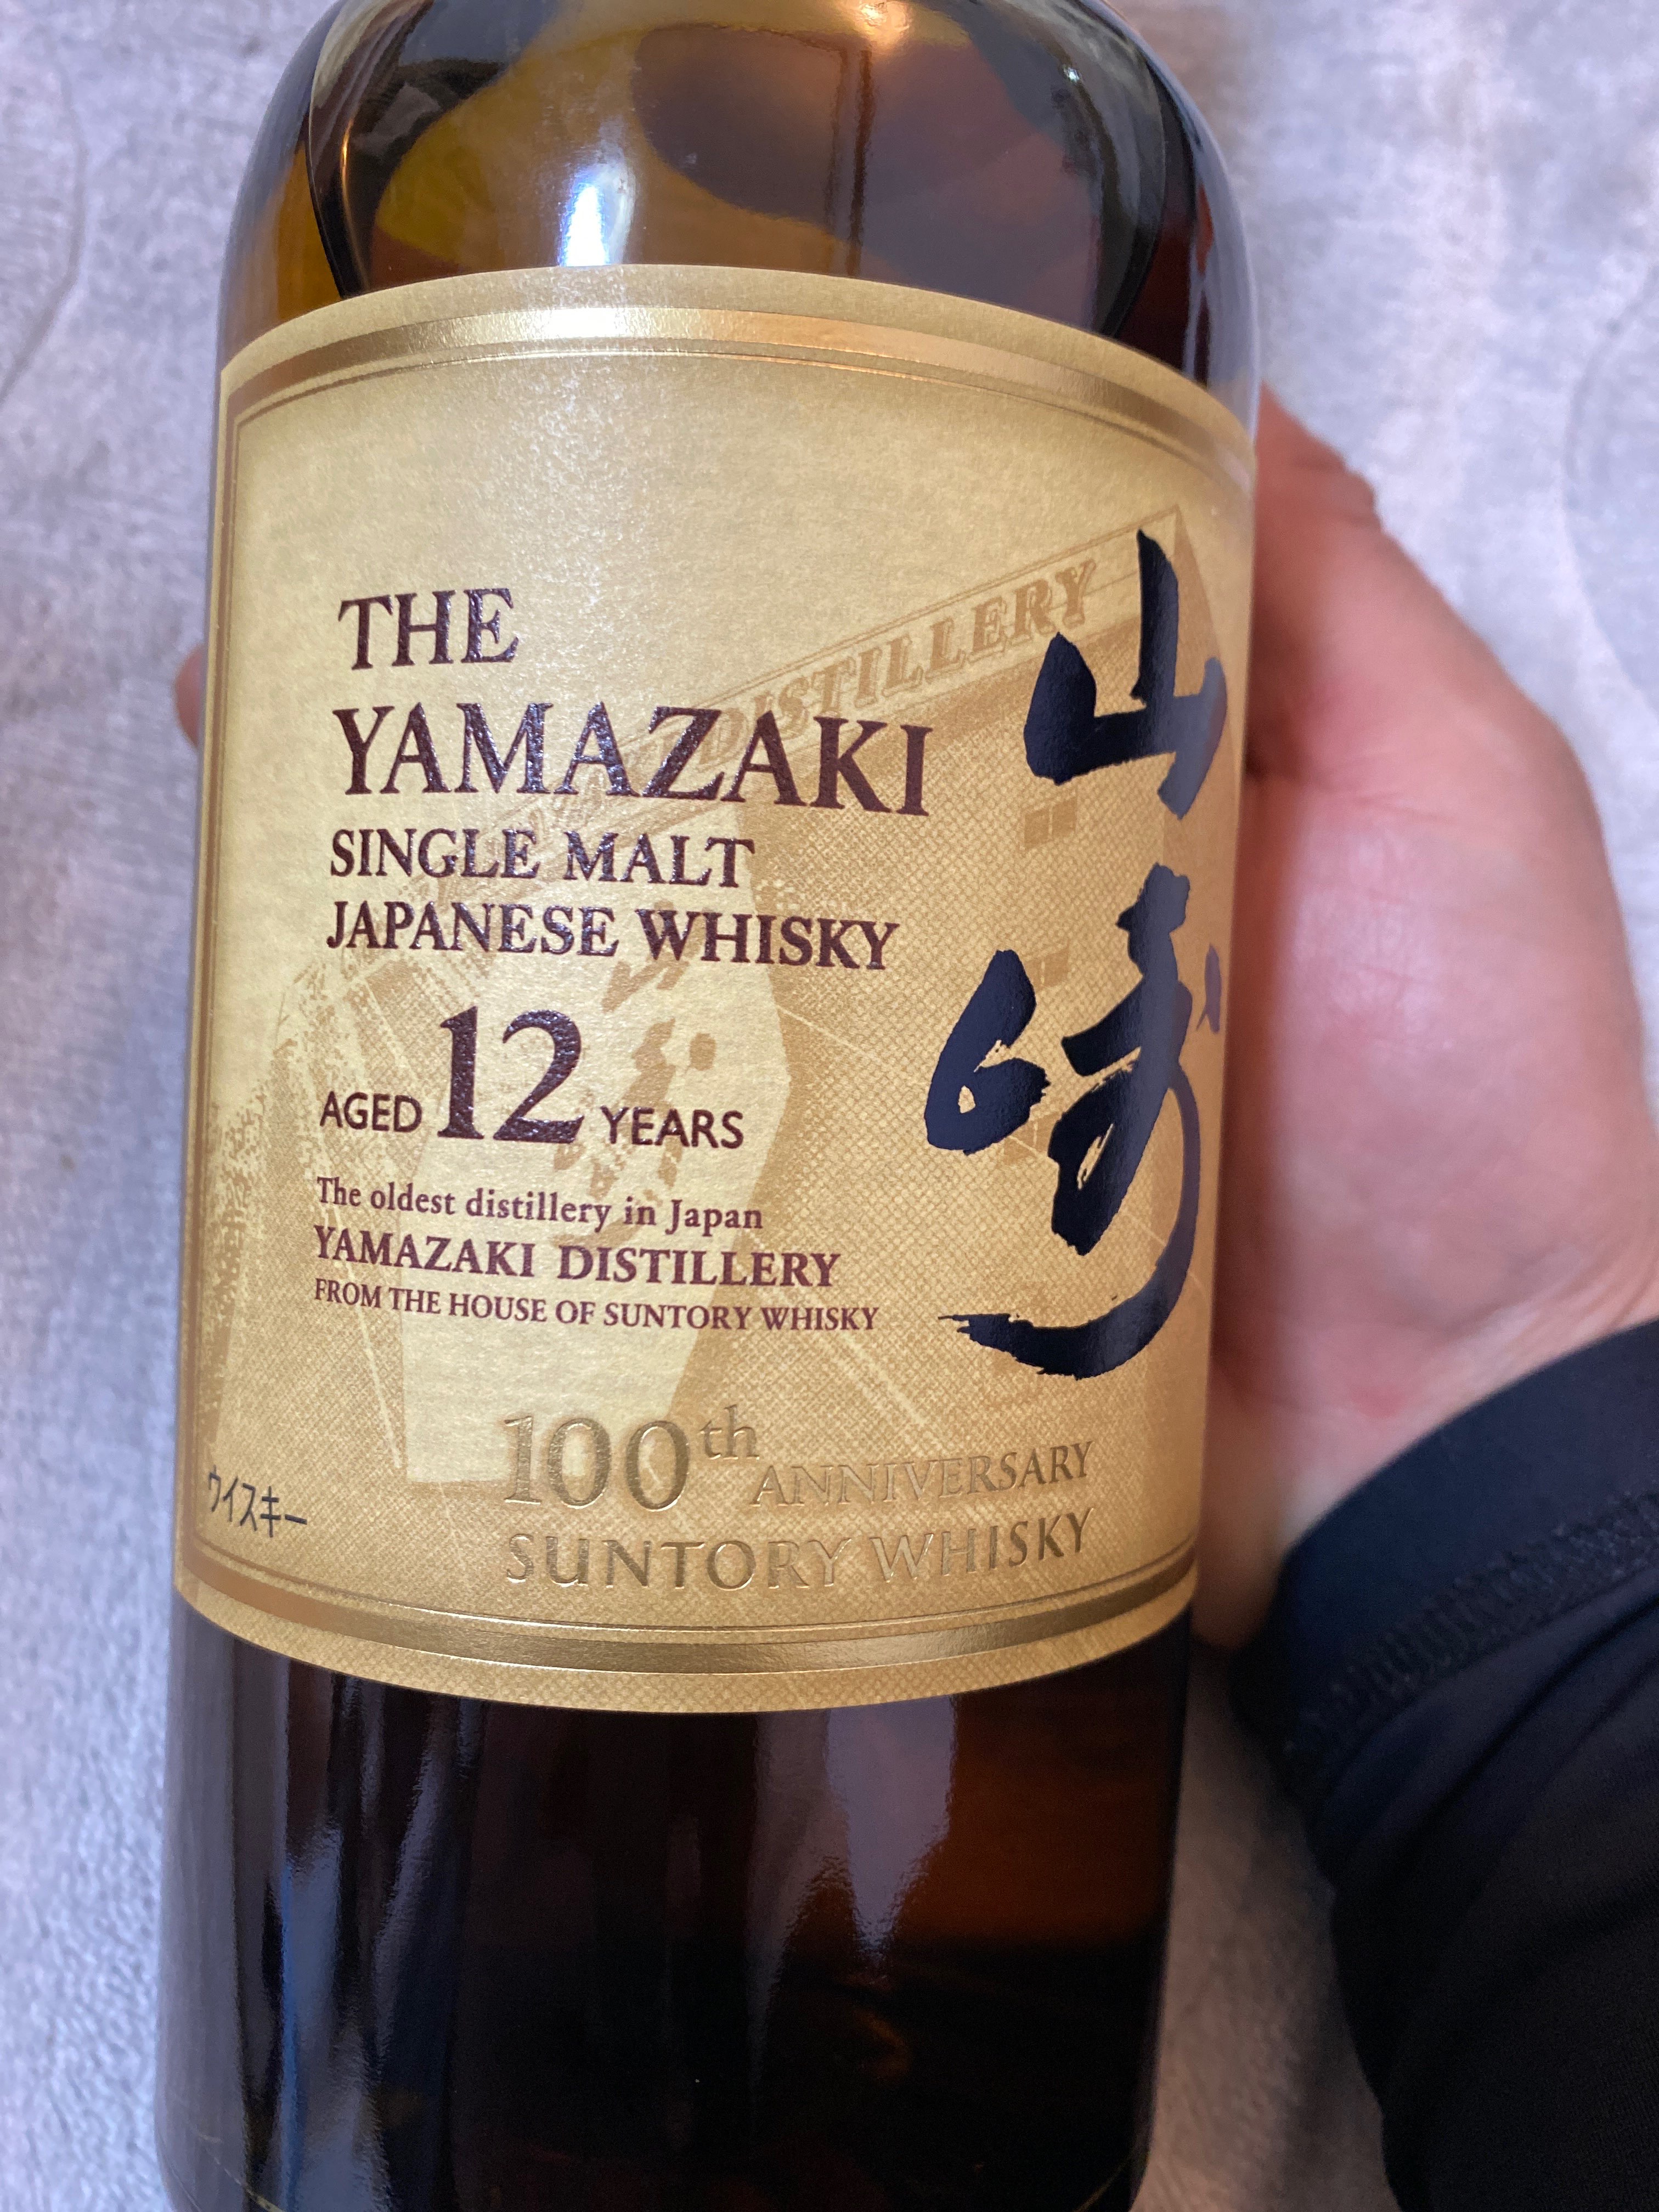 THE
YAMAZAKI
SINGLE MALT
JAPANESE WHISKY
AGED 12 YEARS
The oldest distillery in Japan
YAMAZAKI DISTILLERY
FROM THE HOUSE OF SUNTORY WHISKY
山崎
DISTILLERY
100th ANNIVERSARY
SUNTORY WHISKY
ウイスキー